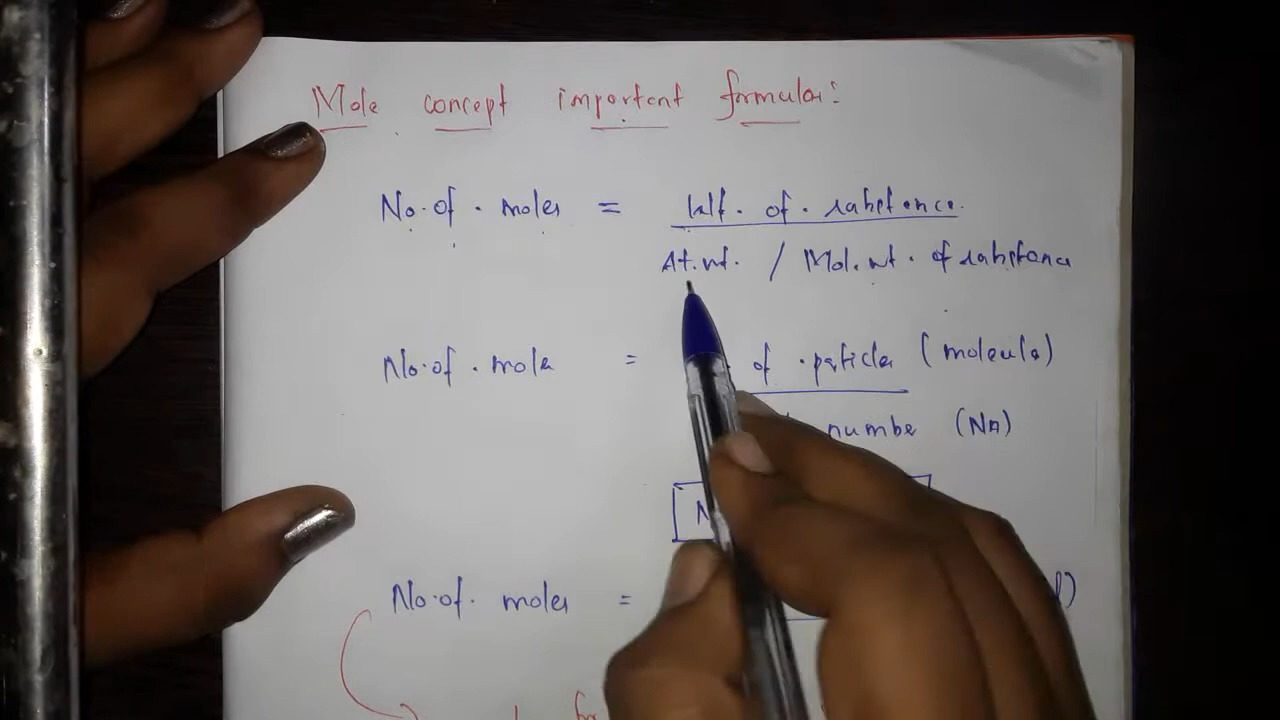 Mole concept important formulas:
No. of. moles = Wt. of. substance.
At. wt. / Mol. wt. of substance
No. of. mole = of. particles (molecule)
number (NA)
N
No. of. moles =